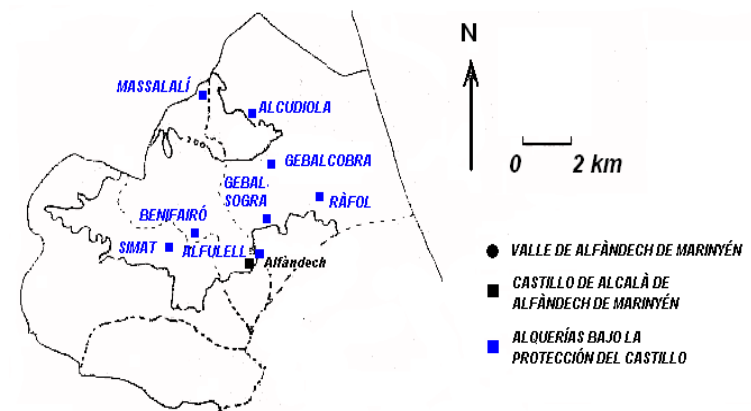 N
MASSALALÍ
ALCUDIOLA
0 2 km
GEBALCOBRA
GEBAL
SOGRA
RÀFOL
BENIFAIRÓ
SIMAT
ALFULELL
Alfàndech
VALLE DE ALFÀNDECH DE MARINYÉN
CASTILLO DE ALCALÀ DE
ALFÀNDECH DE MARINYÉN
ALQUERÍAS BAJO LA
PROTECCIÓN DEL CASTILLO